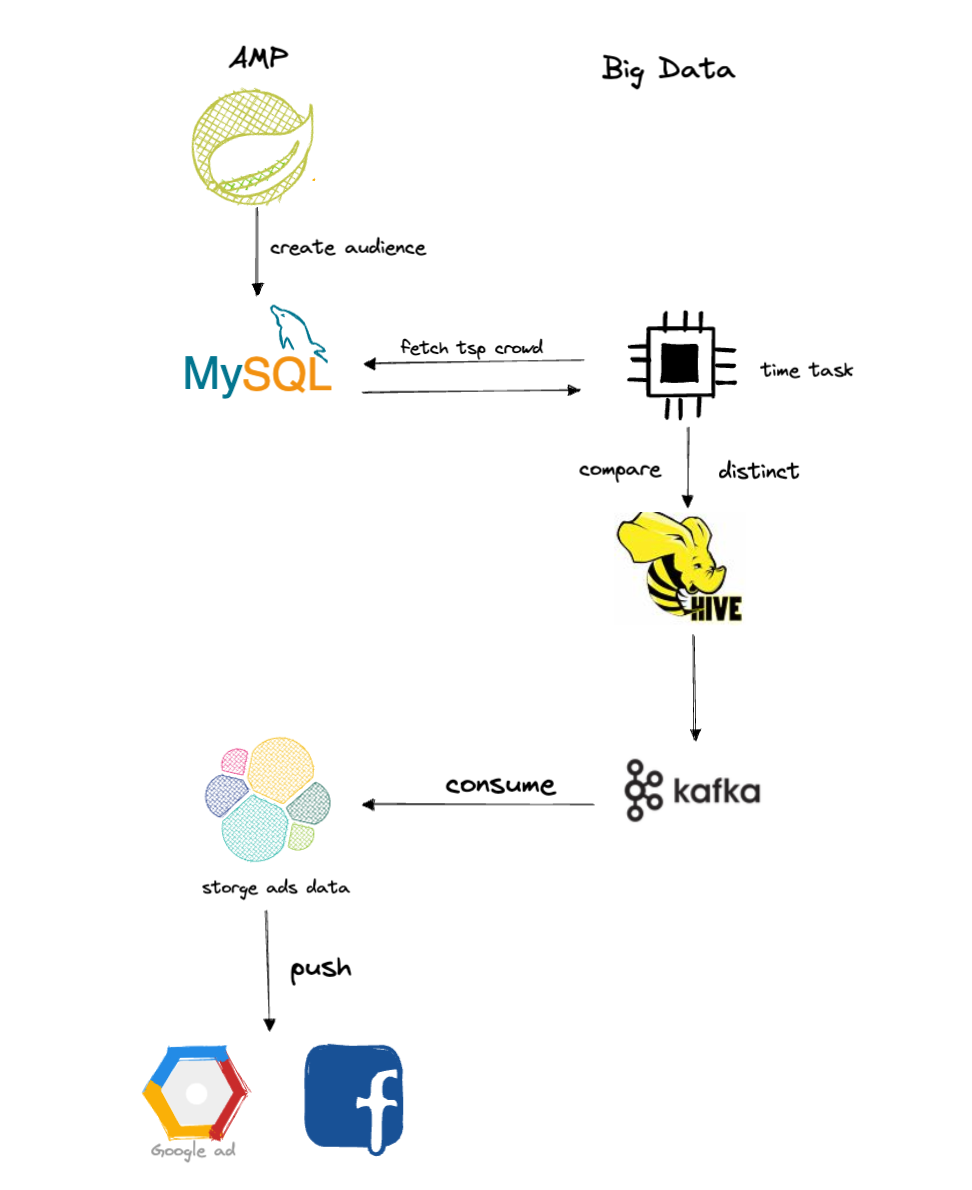 AMP
Big Data
create audience
MySQL
fetch tsp crowd
time task
compare
distinct
HIVE
kafka
consume
storge ads data
push
Google ad
f